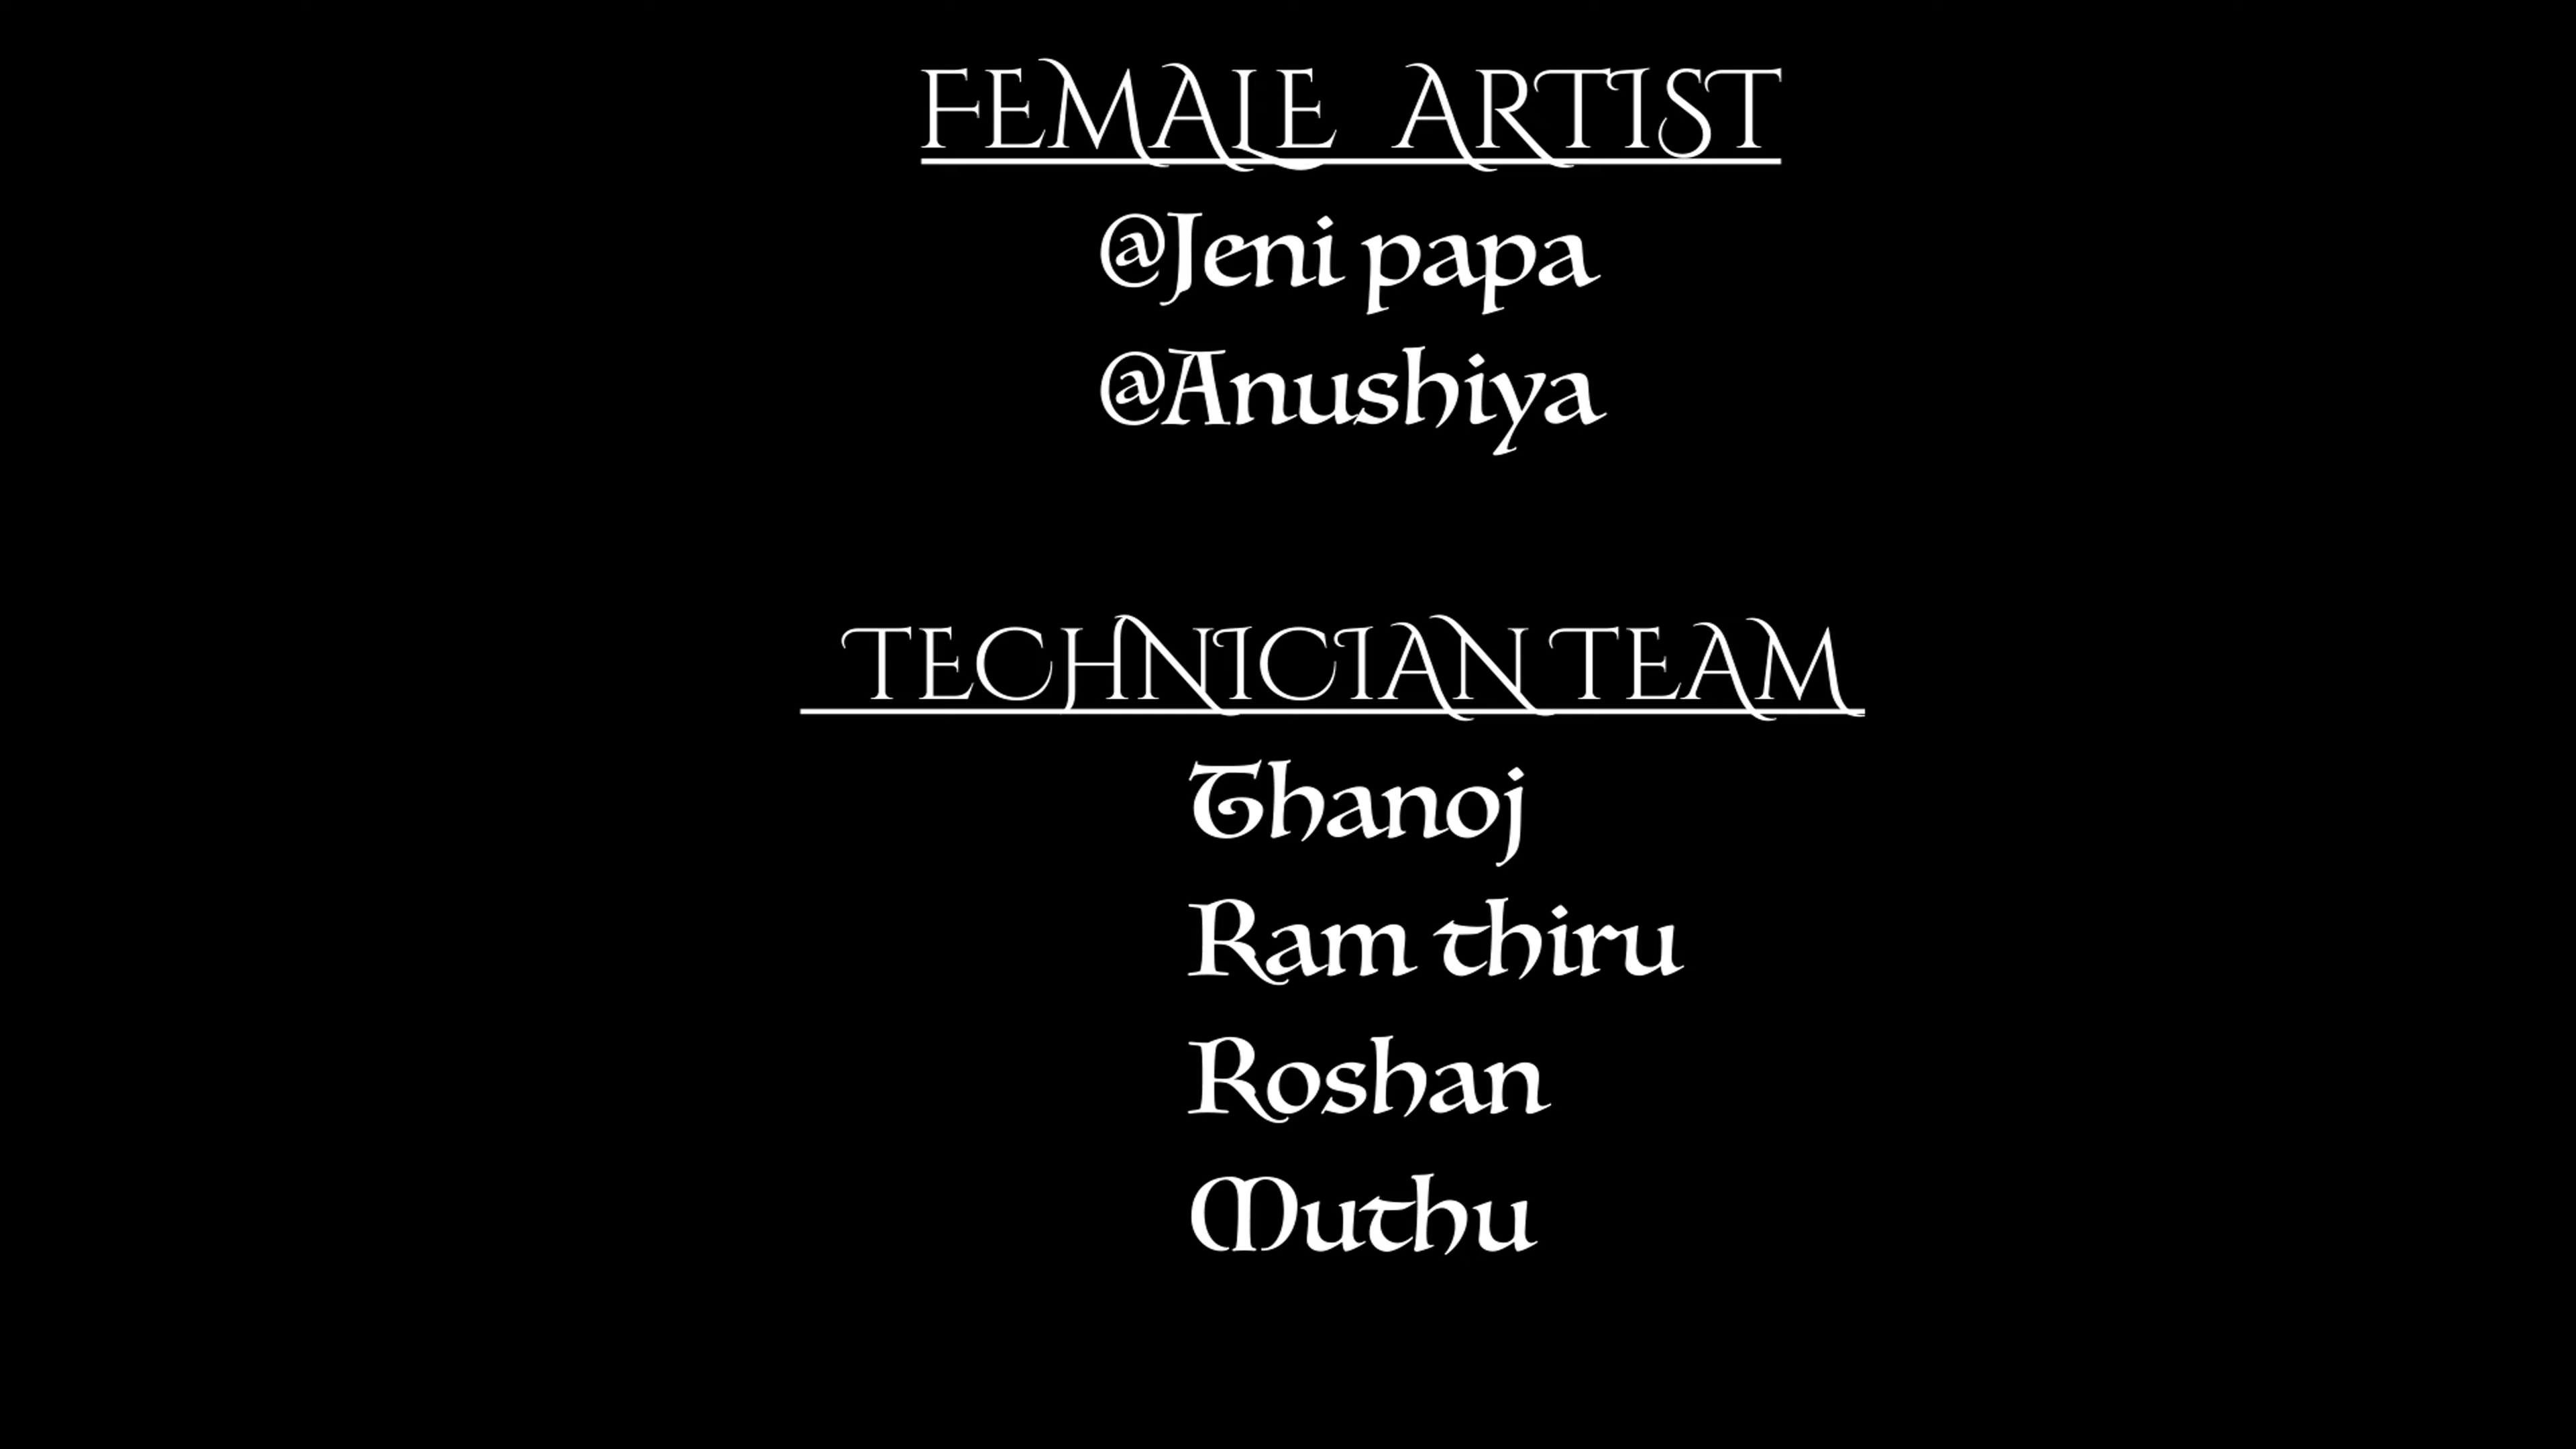 FEMALE ARTIST
@Jeni papa
@Anushiya
TECHNICIAN TEAM
Thanoj
Ram thiru
Roshan
Muthu